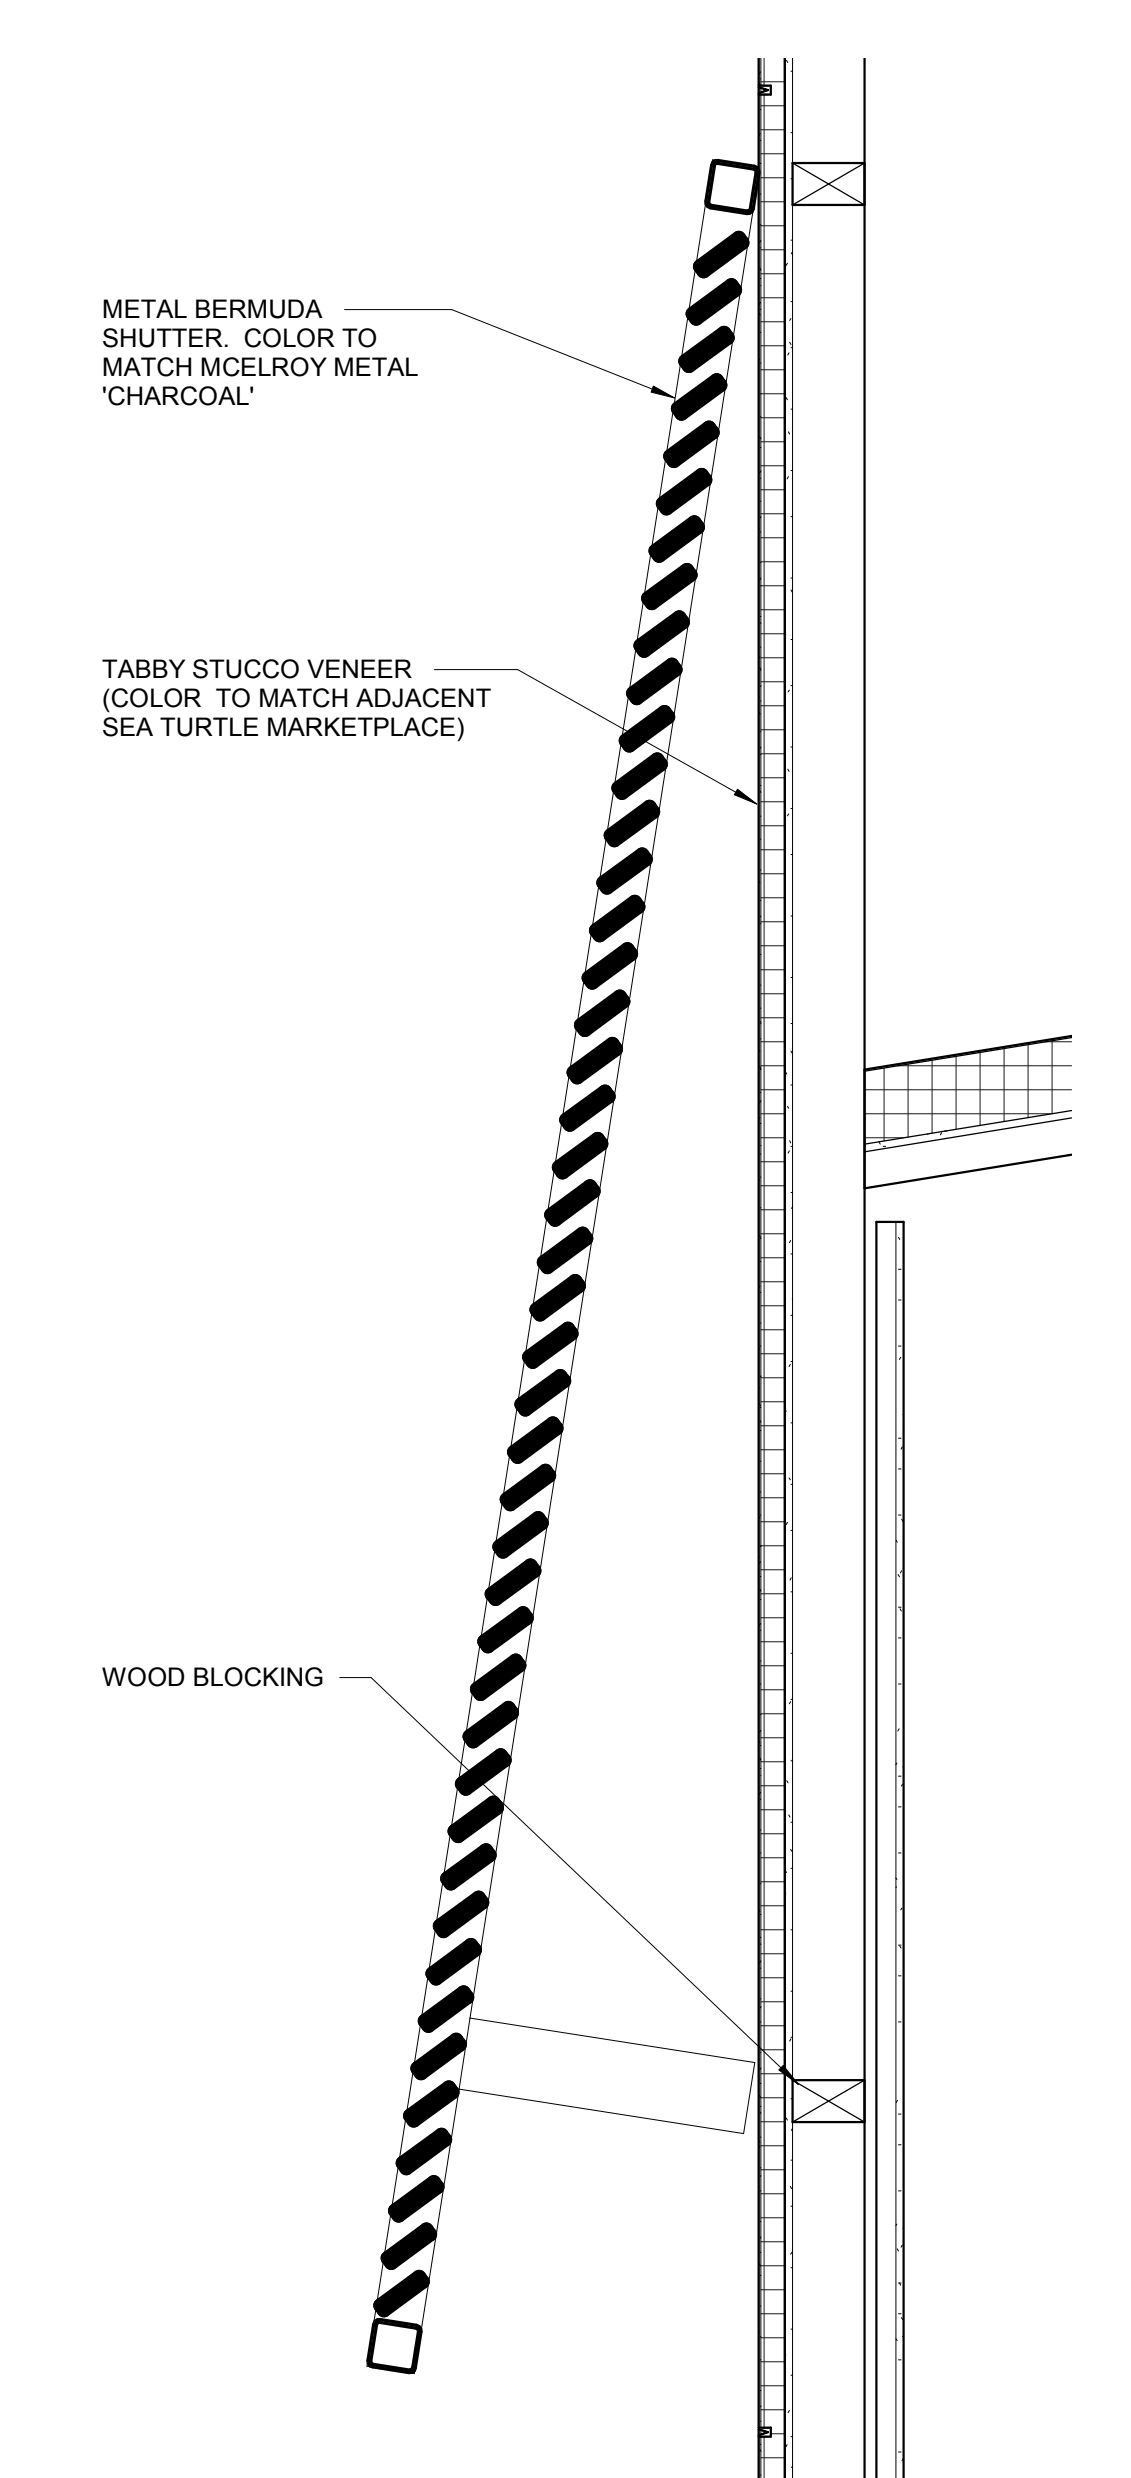 METAL BERMUDA
SHUTTER. COLOR TO
MATCH MCELROY METAL
'CHARCOAL'
TABBY STUCCO VENEER
(COLOR TO MATCH ADJACENT
SEA TURTLE MARKETPLACE)
WOOD BLOCKING